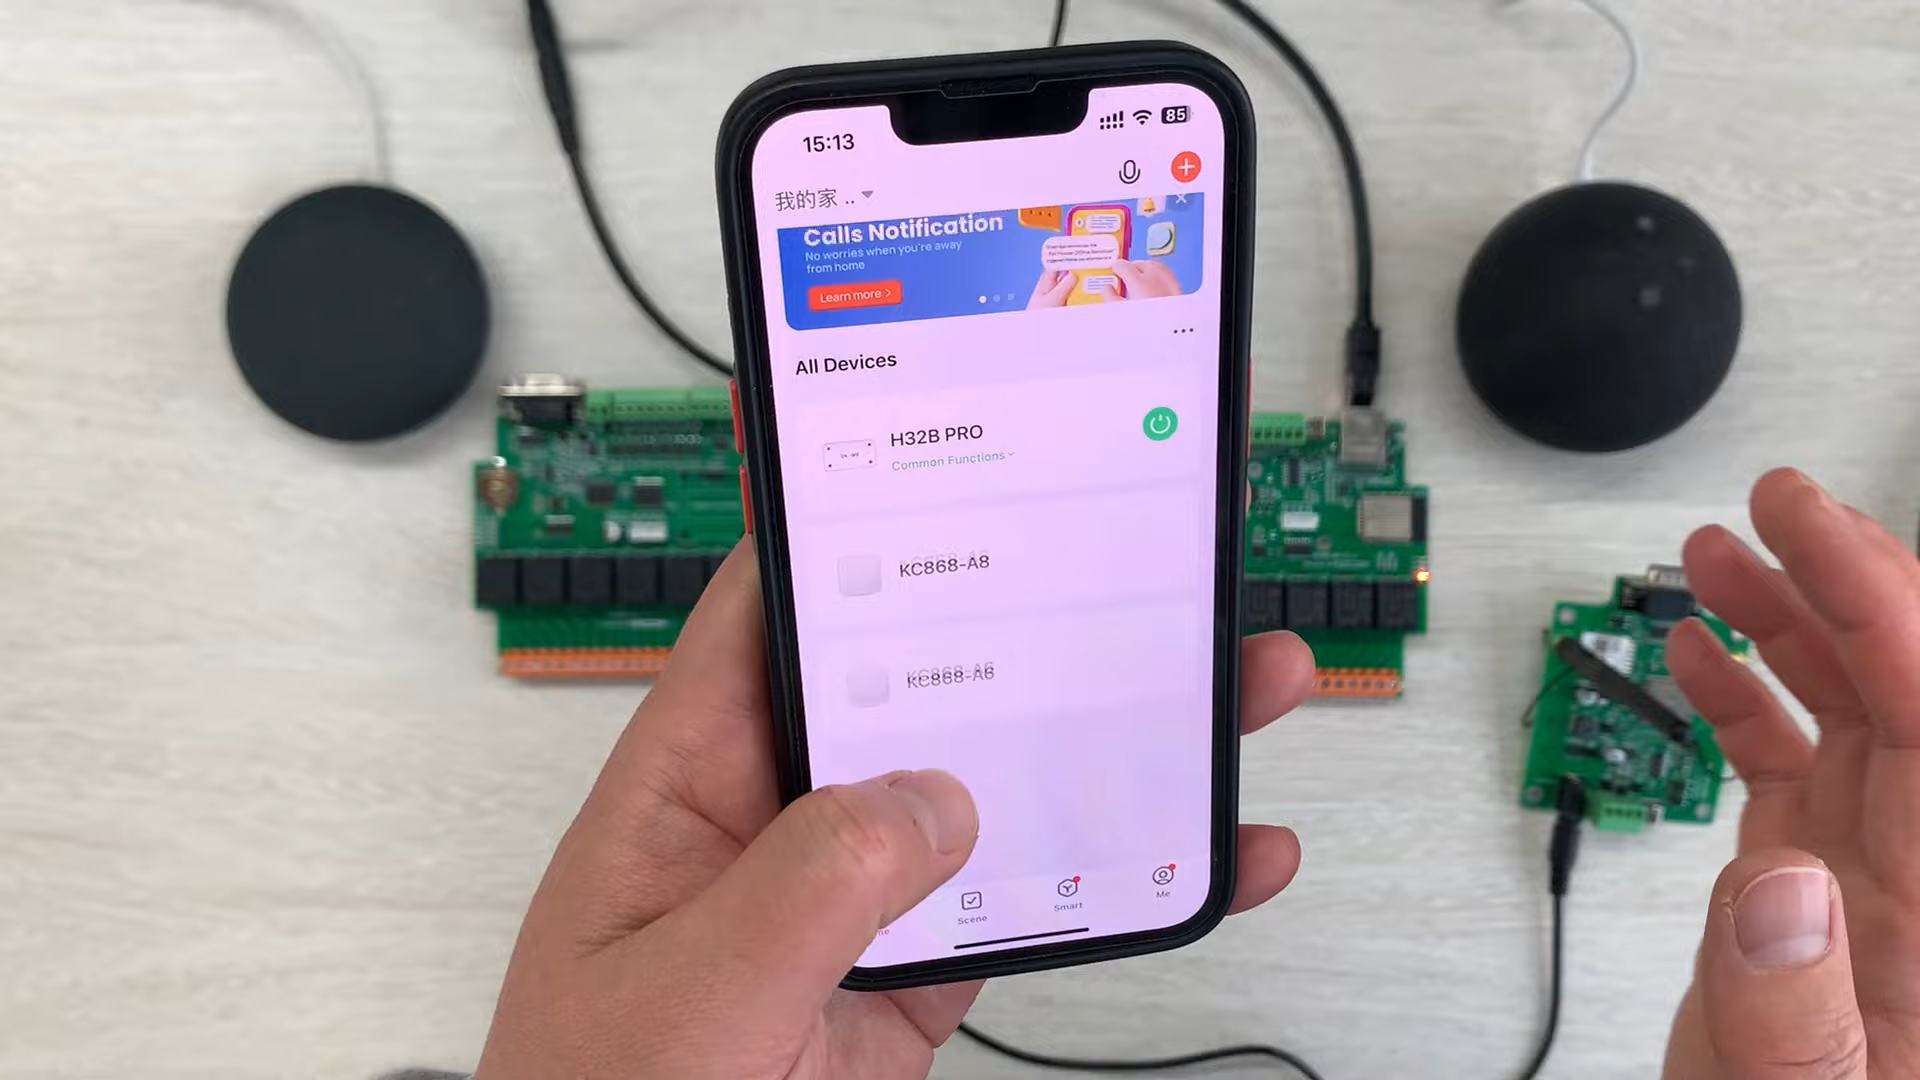 15:13
85
我的家 ..
Calls Notification
No worries when you're away
from home
Learn more >
All Devices
H32B PRO
Common Functions
KC868-A8
KC868-A6
Scene
Smart
Me